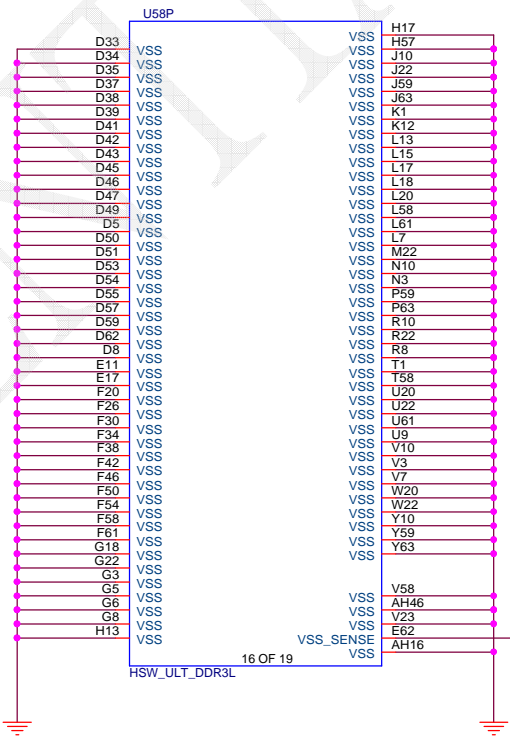 U58P
VSS H17
D33 VSS VSS H57
D34 VSS VSS J10
D35 VSS VSS J22
D37 VSS VSS J59
D38 VSS VSS J63
D39 VSS VSS K1
D41 VSS VSS K12
D42 VSS VSS L13
D43 VSS VSS L15
D45 VSS VSS L17
D46 VSS VSS L18
D47 VSS VSS L20
D49 VSS VSS L58
D5 VSS VSS L61
D50 VSS VSS L7
D51 VSS VSS M22
D53 VSS VSS N10
D54 VSS VSS N3
D55 VSS VSS P59
D57 VSS VSS P63
D59 VSS VSS R10
D62 VSS VSS R22
D8 VSS VSS R8
E11 VSS VSS T1
E17 VSS VSS T58
F20 VSS VSS U20
F26 VSS VSS U22
F30 VSS VSS U61
F34 VSS VSS U9
F38 VSS VSS V10
F42 VSS VSS V3
F46 VSS VSS V7
F50 VSS VSS W20
F54 VSS VSS W22
F58 VSS VSS Y10
F61 VSS VSS Y59
G18 VSS VSS Y63
G22 VSS
G3 VSS
G5 VSS VSS V58
G6 VSS VSS AH46
G8 VSS VSS V23
H13 VSS VSS_SENSE E62
VSS AH16
16 OF 19
HSW_ULT_DDR3L